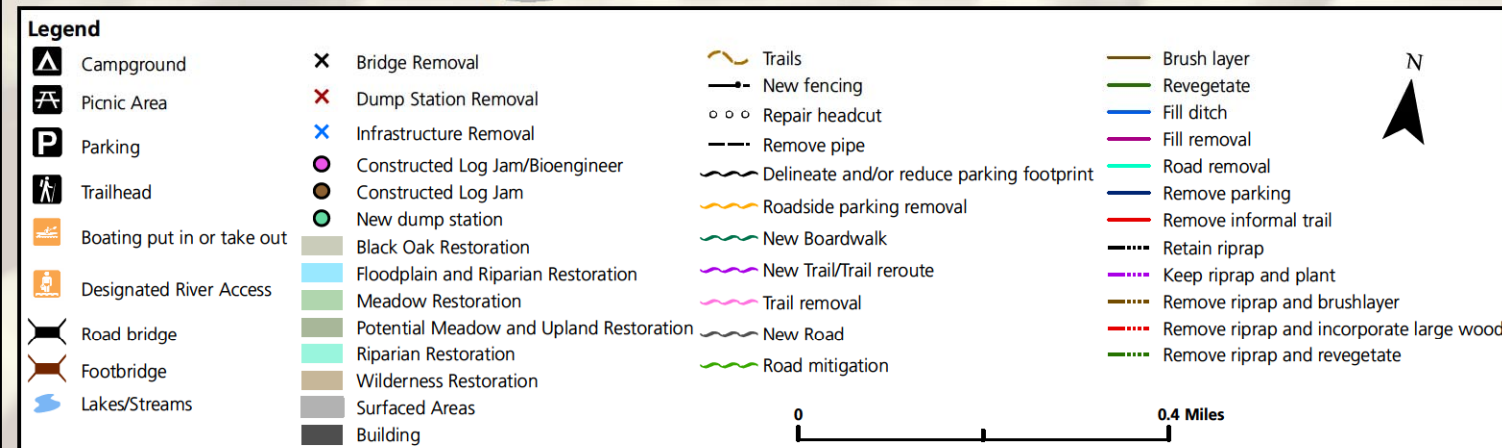 Legend
Campground
Picnic Area
P
Parking
Trailhead
Boating put in or take out
Designated River Access
Road bridge
Footbridge
Lakes/Streams
Bridge Removal
Dump Station Removal
Infrastructure Removal
Constructed Log Jam/Bioengineer
Constructed Log Jam
New dump station
Black Oak Restoration
Floodplain and Riparian Restoration
Meadow Restoration
Potential Meadow and Upland Restoration
Riparian Restoration
Wilderness Restoration
Surfaced Areas
Building
Trails
New fencing
Repair headcut
Remove pipe
Delineate and/or reduce parking footprint
Roadside parking removal
New Boardwalk
New Trail/Trail reroute
Trail removal
New Road
Road mitigation
Brush layer
Revegetate
Fill ditch
Fill removal
Road removal
Remove parking
Remove informal trail
Retain riprap
Keep riprap and plant
Remove riprap and brushlayer
Remove riprap and incorporate large wood
Remove riprap and revegetate
N
0 0.4 Miles